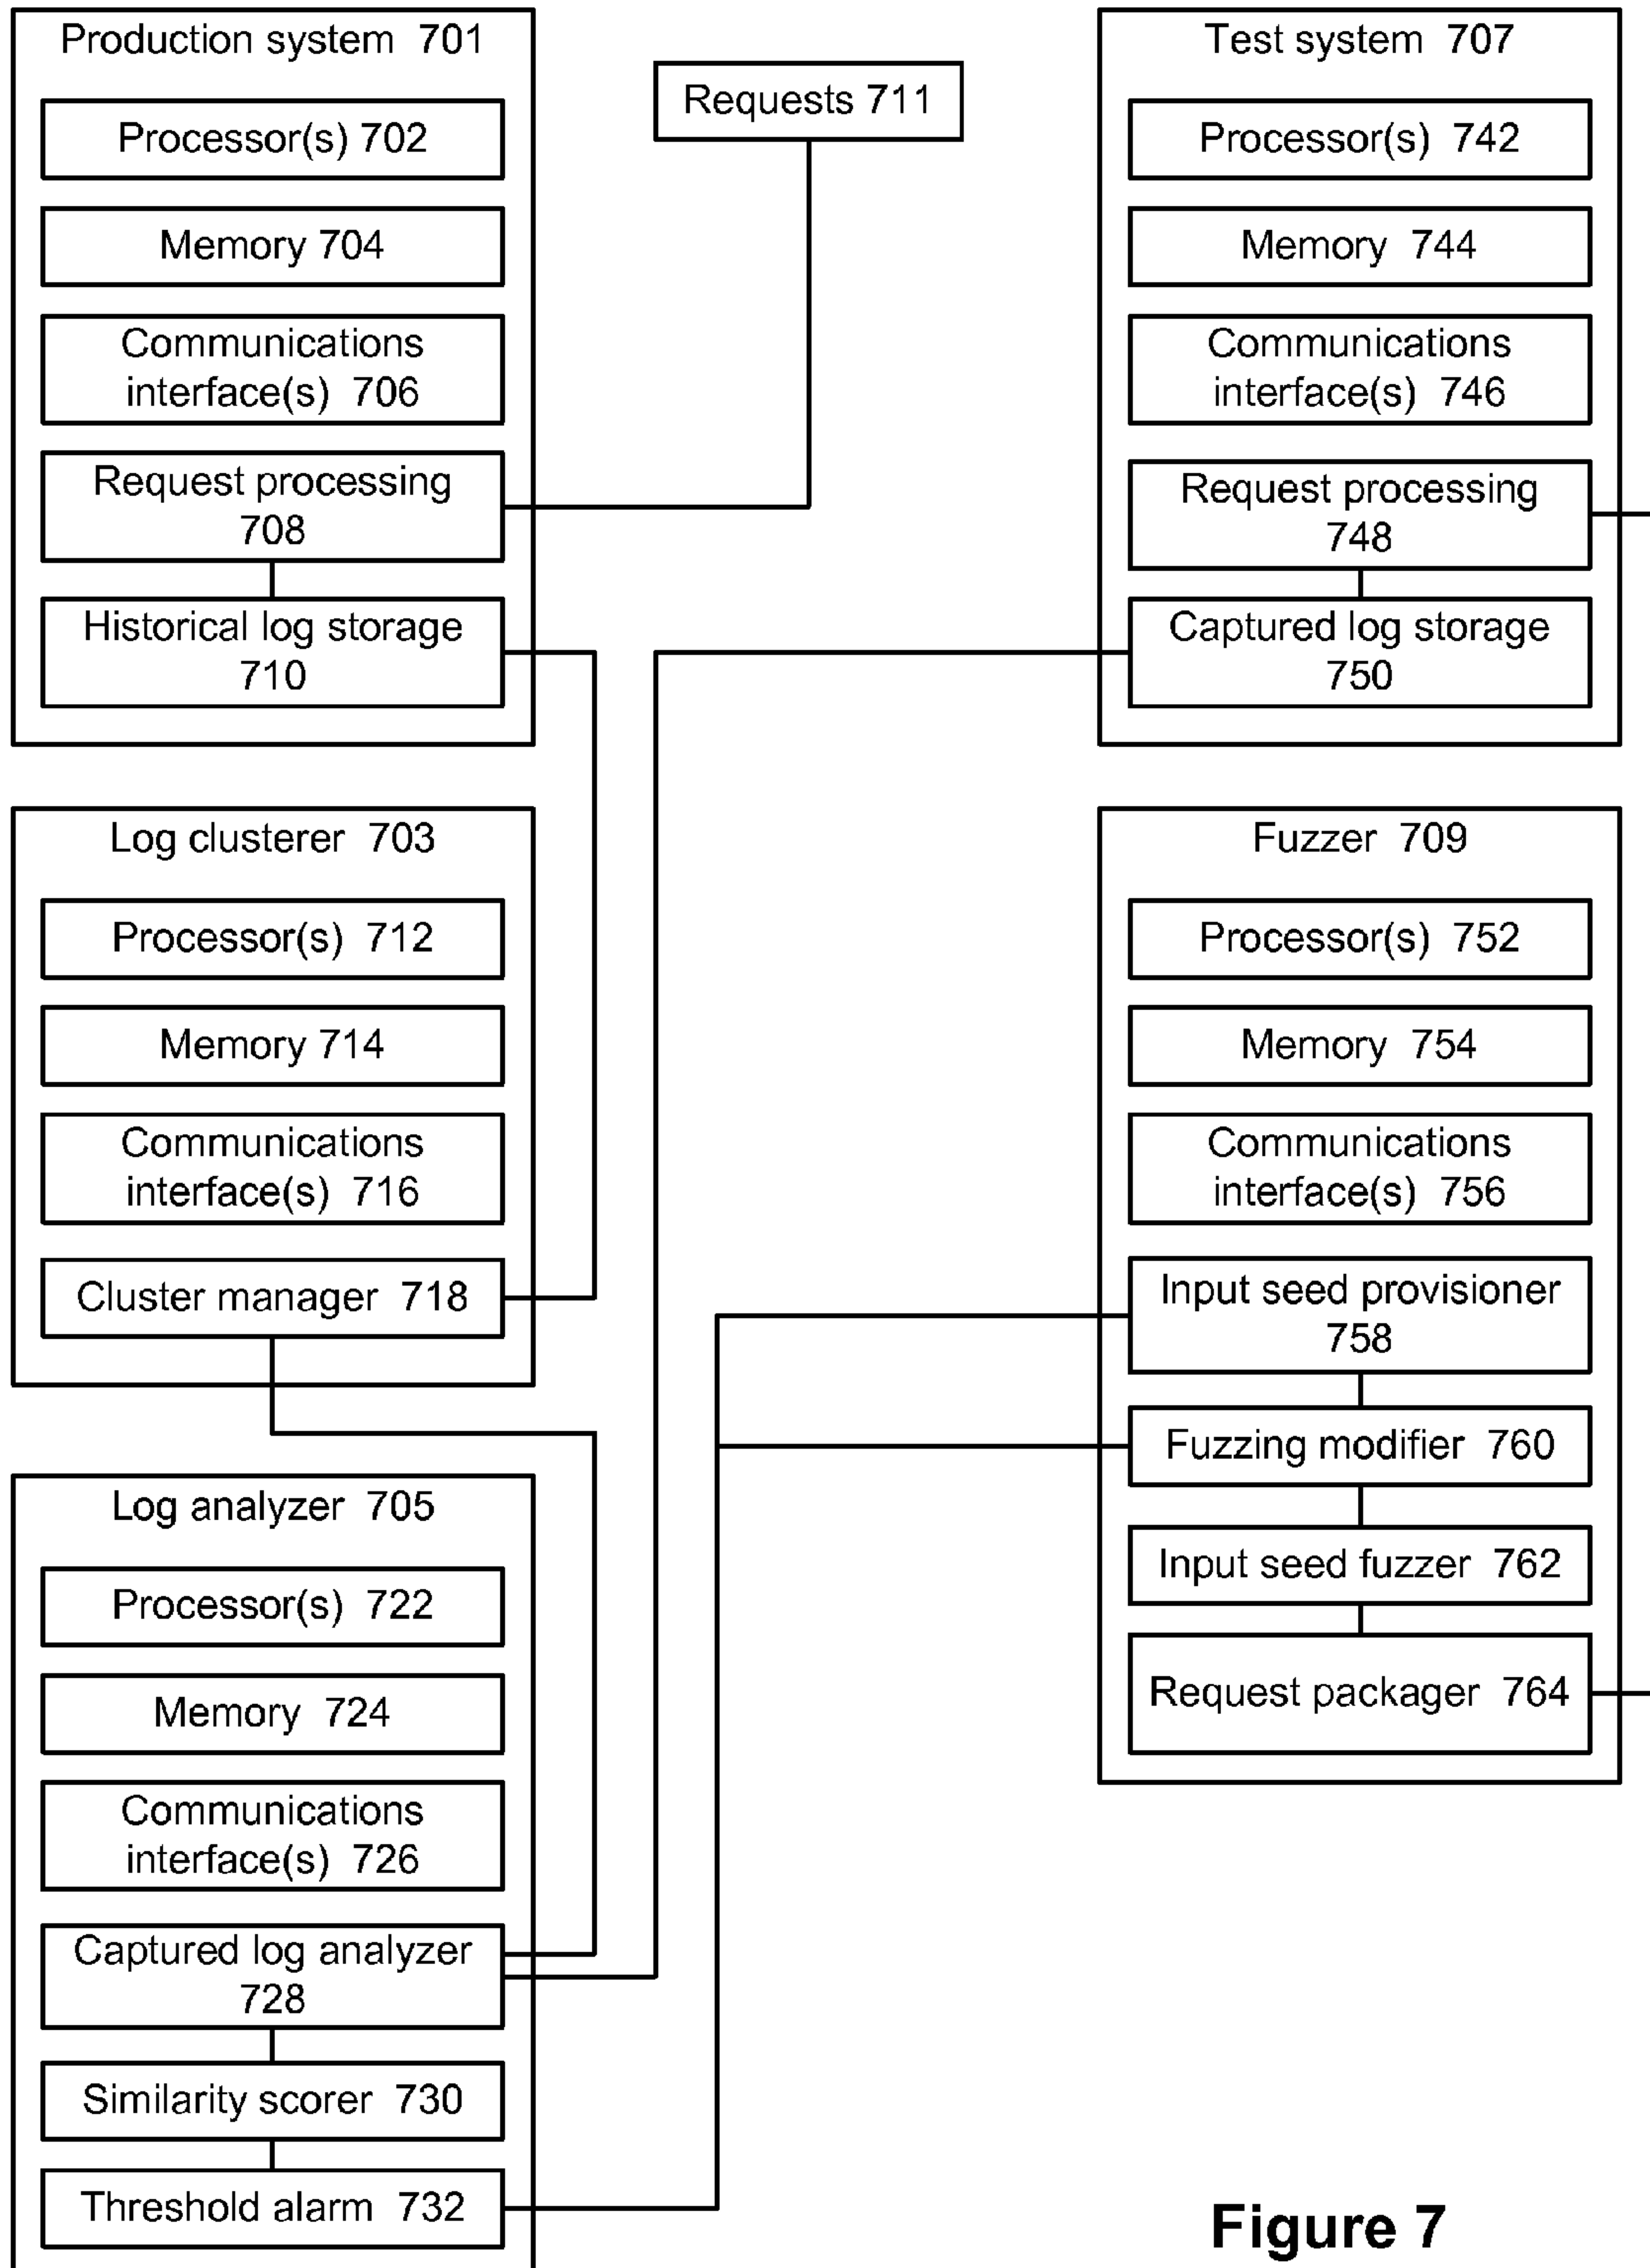 Production system 701
Processor(s) 702
Memory 704
Communications
interface(s) 706
Request processing
708
Historical log storage
710
Requests 711
Test system 707
Processor(s) 742
Memory 744
Communications
interface(s) 746
Request processing
748
Captured log storage
750
Log clusterer 703
Processor(s) 712
Memory 714
Communications
interface(s) 716
Cluster manager 718
Fuzzer 709
Processor(s) 752
Memory 754
Communications
interface(s) 756
Input seed provisioner
758
Fuzzing modifier 760
Input seed fuzzer 762
Request packager 764
Log analyzer 705
Processor(s) 722
Memory 724
Communications
interface(s) 726
Captured log analyzer
728
Similarity scorer 730
Threshold alarm 732
Figure 7